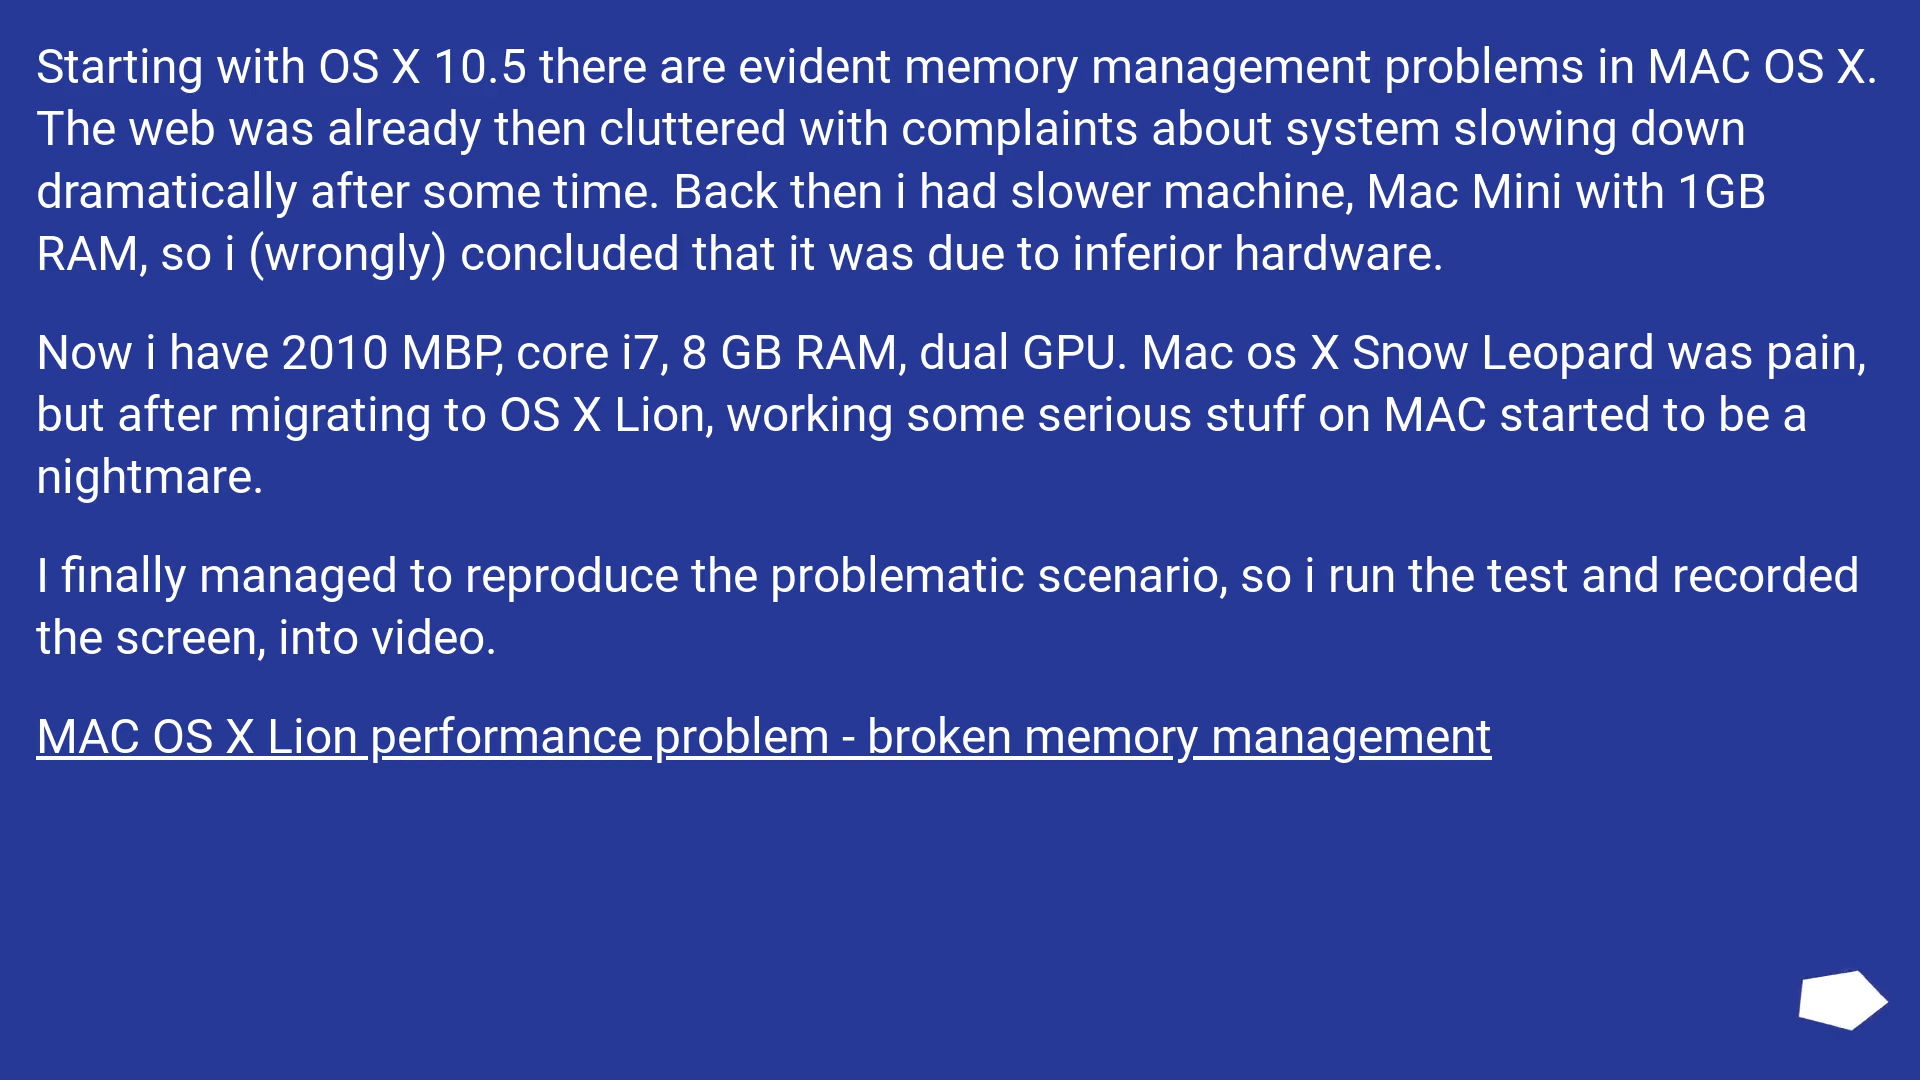 Starting with OS X 10.5 there are evident memory management problems in MAC OS X.
The web was already then cluttered with complaints about system slowing down
dramatically after some time. Back then i had slower machine, Mac Mini with 1GB
RAM, so i (wrongly) concluded that it was due to inferior hardware.
Now i have 2010 MBP, core i7, 8 GB RAM, dual GPU. Mac os X Snow Leopard was pain,
but after migrating to OS X Lion, working some serious stuff on MAC started to be a
nightmare.
I finally managed to reproduce the problematic scenario, so i run the test and recorded
the screen, into video.
MAC OS X Lion performance problem - broken memory management